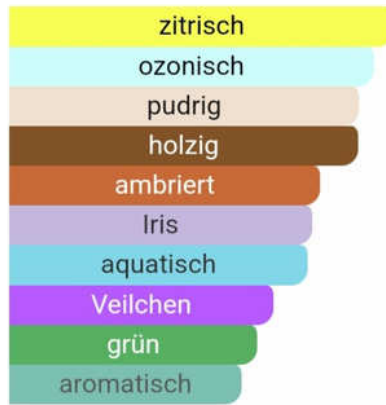 zitrisch
ozonisch
pudrig
holzig
ambriert
Iris
aquatisch
Veilchen
grün
aromatisch